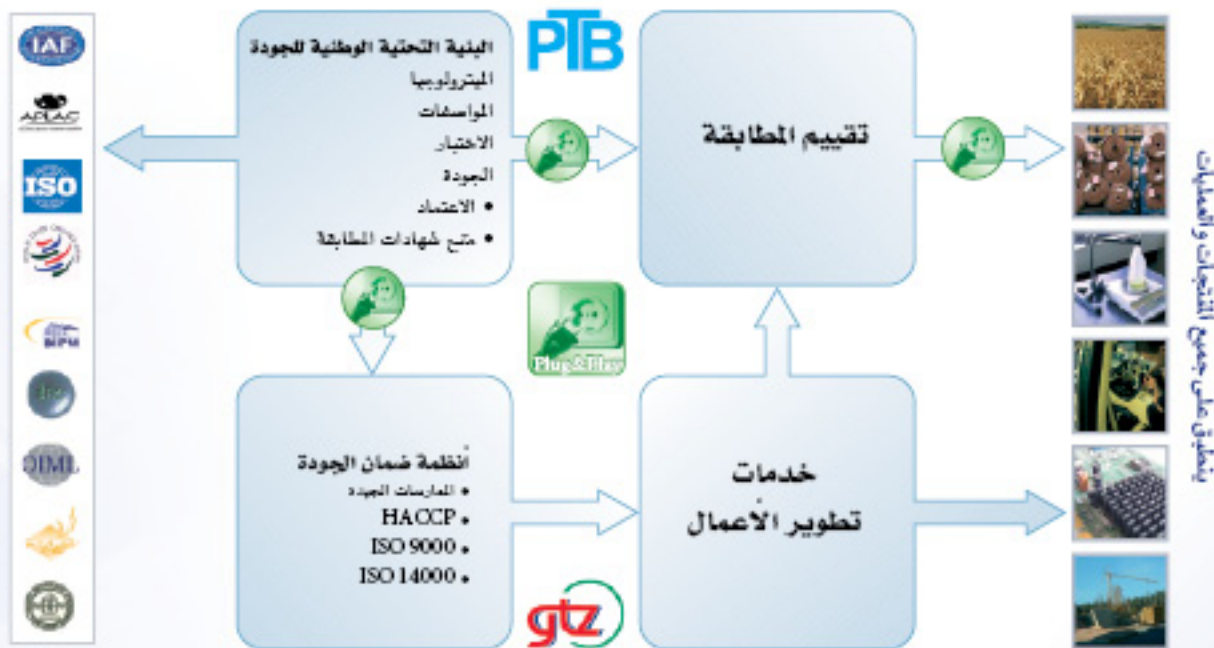 البنية التحتية الوطنية للجودة
الميترولوجيا
المواصفات
الاختبار
الجودة
• الاعتماد
• منح شهادات المطابقة
PTB
تقييم المطابقة
IAF
APLAC
ISO
BIPM
OIML
Plug&Play
أنظمة ضمان الجودة
• الممارسات الجيدة
• HACCP
• ISO 9000
• ISO 14000
خدمات
تطوير الأعمال
gtz
ينطبق على جميع المنتجات والعمليات